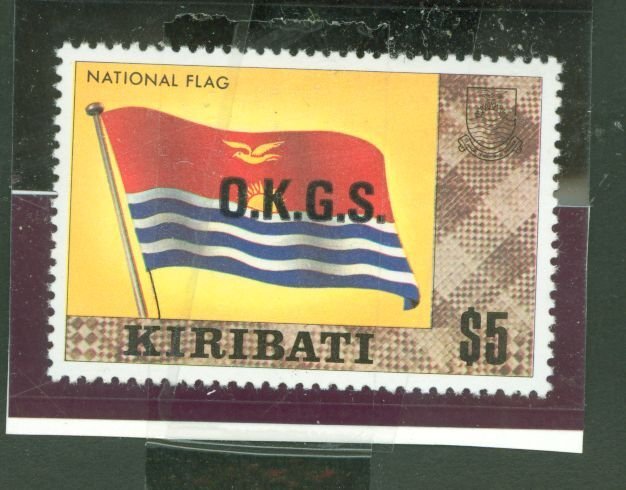 NATIONAL FLAG
O.K.G.S.
KIRIBATI $5